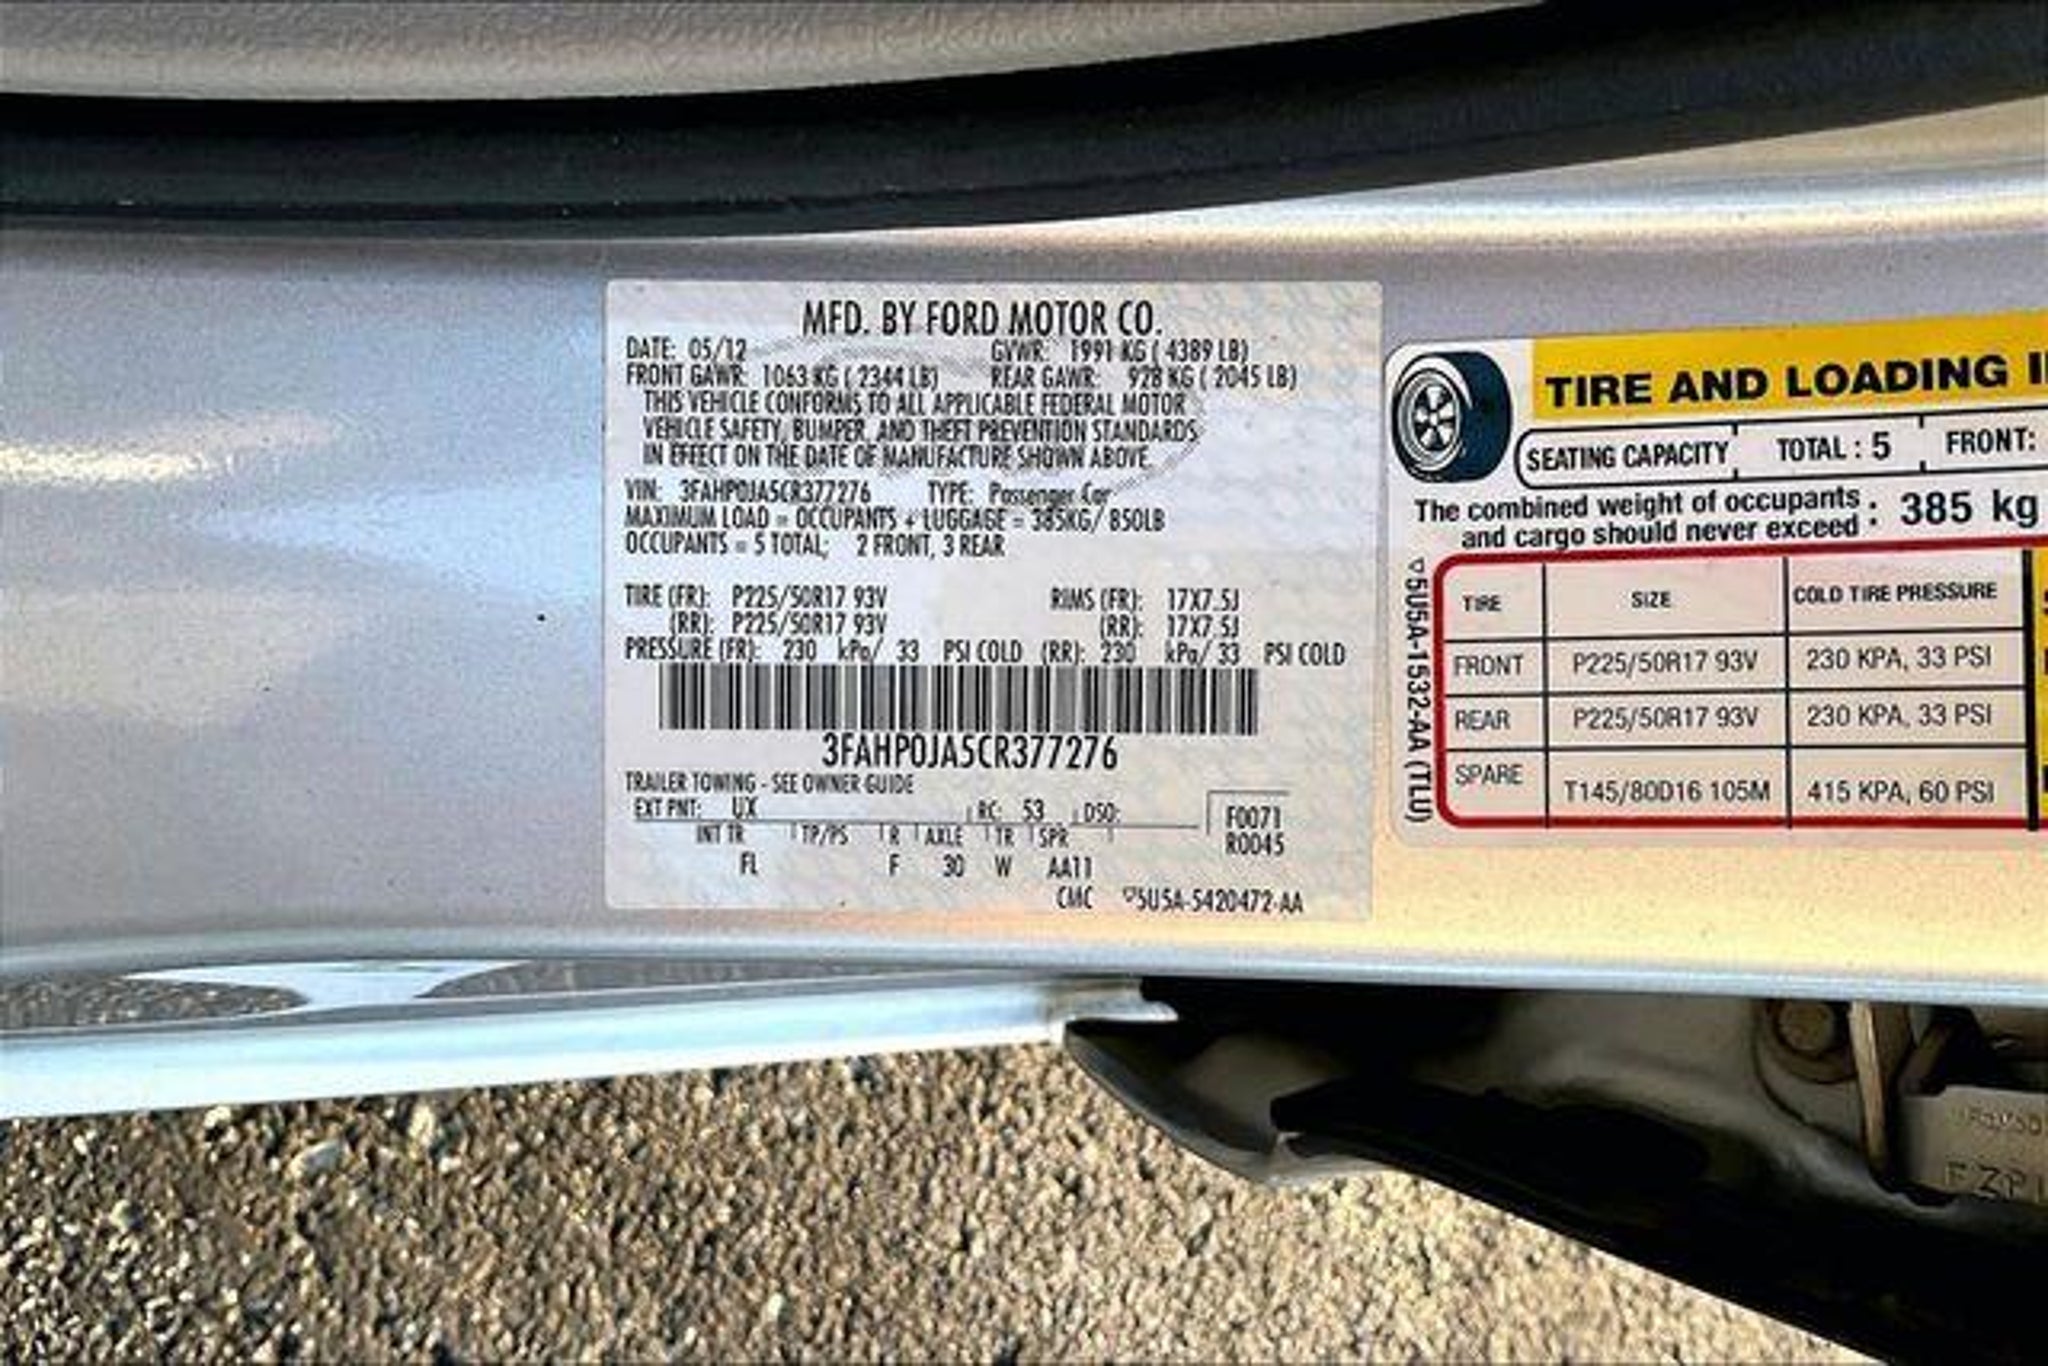 MFD. BY FORD MOTOR CO.
DATE: 05/12 GVWR: 1991 KG ( 4389 LB)
FRONT GAWR: 1063 KG ( 2344 LB) REAR GAWR: 928 KG ( 2045 LB)
THIS VEHICLE CONFORMS TO ALL APPLICABLE FEDERAL MOTOR
VEHICLE SAFETY, BUMPER, AND THEFT PREVENTION STANDARDS
IN EFFECT ON THE DATE OF MANUFACTURE SHOWN ABOVE.
VIN: 3FAHP0JA5CR377276 TYPE: Passenger Car
MAXIMUM LOAD = OCCUPANTS + LUGGAGE = 385KG/ 850LB
OCCUPANTS = 5 TOTAL; 2 FRONT, 3 REAR
TIRE (FR): P225/50R17 93V RIMS (FR): 17X7.5J
(RR): P225/50R17 93V (RR): 17X7.5J
PRESSURE (FR): 230 kPa/ 33 PSI COLD (RR): 230 kPa/ 33 PSI COLD
3FAHP0JA5CR377276
TRAILER TOWING - SEE OWNER GUIDE
EXT PNT: UX RC: 53 DSO: F0071
INT TR TP/PS R AXLE TR SPR R0045
FL F 30 W AA11
CMC ▽5U5A-5420472-AA
TIRE AND LOADING
SEATING CAPACITY TOTAL : 5 FRONT:
The combined weight of occupants
and cargo should never exceed : 385 kg
▽5U5A-1532-AA (TLU)
TIRE SIZE COLD TIRE PRESSURE
FRONT P225/50R17 93V 230 KPA, 33 PSI
REAR P225/50R17 93V 230 KPA, 33 PSI
SPARE T145/80D16 105M 415 KPA, 60 PSI